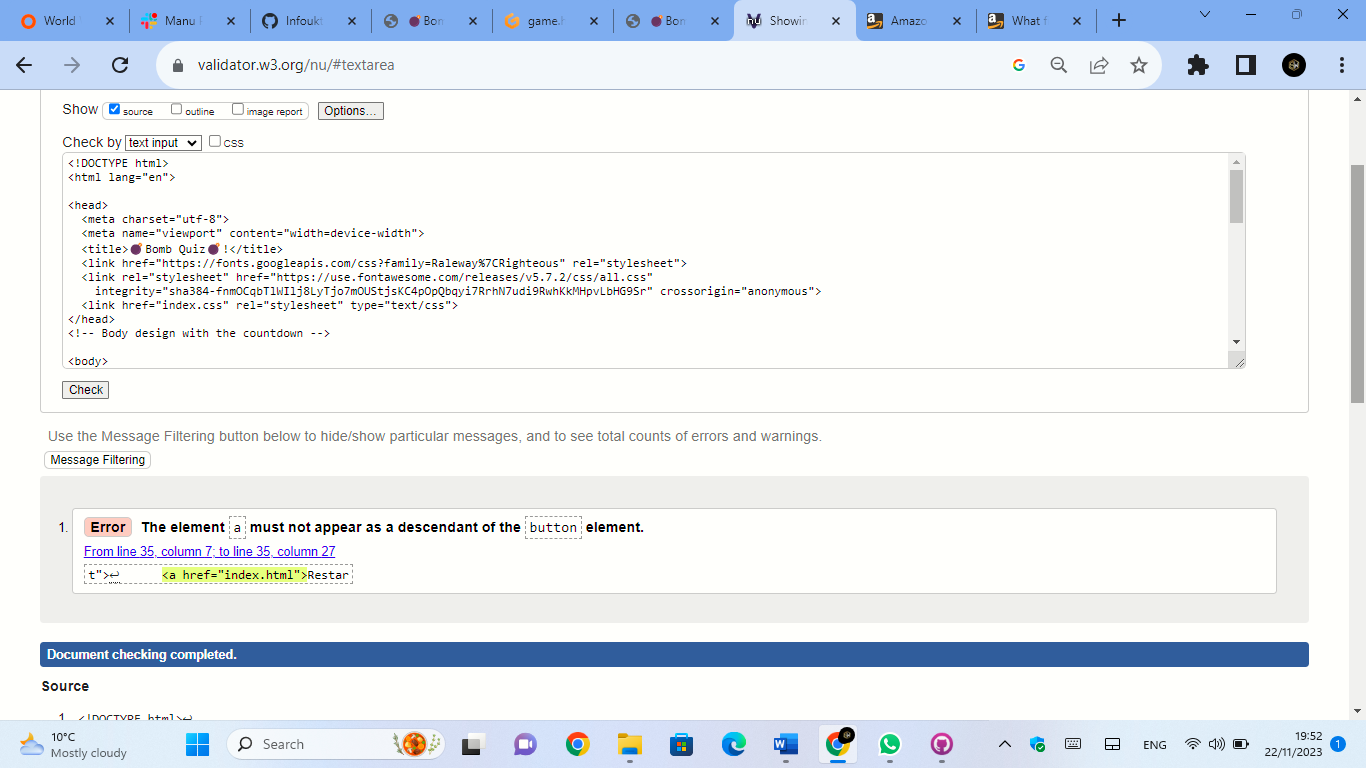 World
Manu
Infouk
Bom
game.h
Bom
Showin
Amazo
What f
validator.w3.org/nu/#textarea
Show source outline image report Options...
Check by text input css
<!DOCTYPE html>
<html lang="en">
<head>
<meta charset="utf-8">
<meta name="viewport" content="width=device-width">
<title>💣Bomb Quiz💣!</title>
<link href="https://fonts.googleapis.com/css?family=Raleway%7CRighteous" rel="stylesheet">
<link rel="stylesheet" href="https://use.fontawesome.com/releases/v5.7.2/css/all.css"
integrity="sha384-fnmOCqbTlWIlj8LyTjo7mOUStjsKC4pOpQbqyi7RrhN7udi9RwhKkMHpvLbHG9Sr" crossorigin="anonymous">
<link href="index.css" rel="stylesheet" type="text/css">
</head>
<!-- Body design with the countdown -->
<body>
Check
Use the Message Filtering button below to hide/show particular messages, and to see total counts of errors and warnings.
Message Filtering
1. Error The element a must not appear as a descendant of the button element.
From line 35, column 7; to line 35, column 27
t">↩ <a href="index.html">Restar
Document checking completed.
Source
1. <!DOCTYPE html>↩
10°C
Mostly cloudy
Search
ENG
19:52
22/11/2023
1